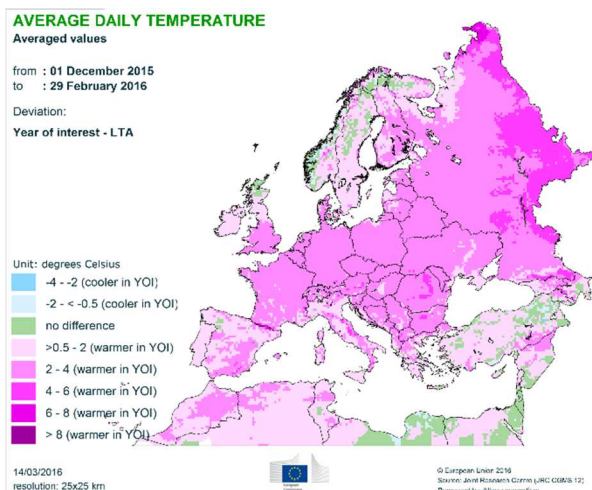 AVERAGE DAILY TEMPERATURE
Averaged values
from : 01 December 2015
to : 29 February 2016
Deviation:
Year of interest - LTA
Unit: degrees Celsius
-4 - -2 (cooler in YOI)
-2 - < -0.5 (cooler in YOI)
no difference
>0.5 - 2 (warmer in YOI)
2 - 4 (warmer in YOI)
4 - 6 (warmer in YOI)
6 - 8 (warmer in YOI)
> 8 (warmer in YOI)
14/03/2016
resolution: 25x25 km
© European Union 2016
Source: Joint Research Centre (JRC CGMS 12)